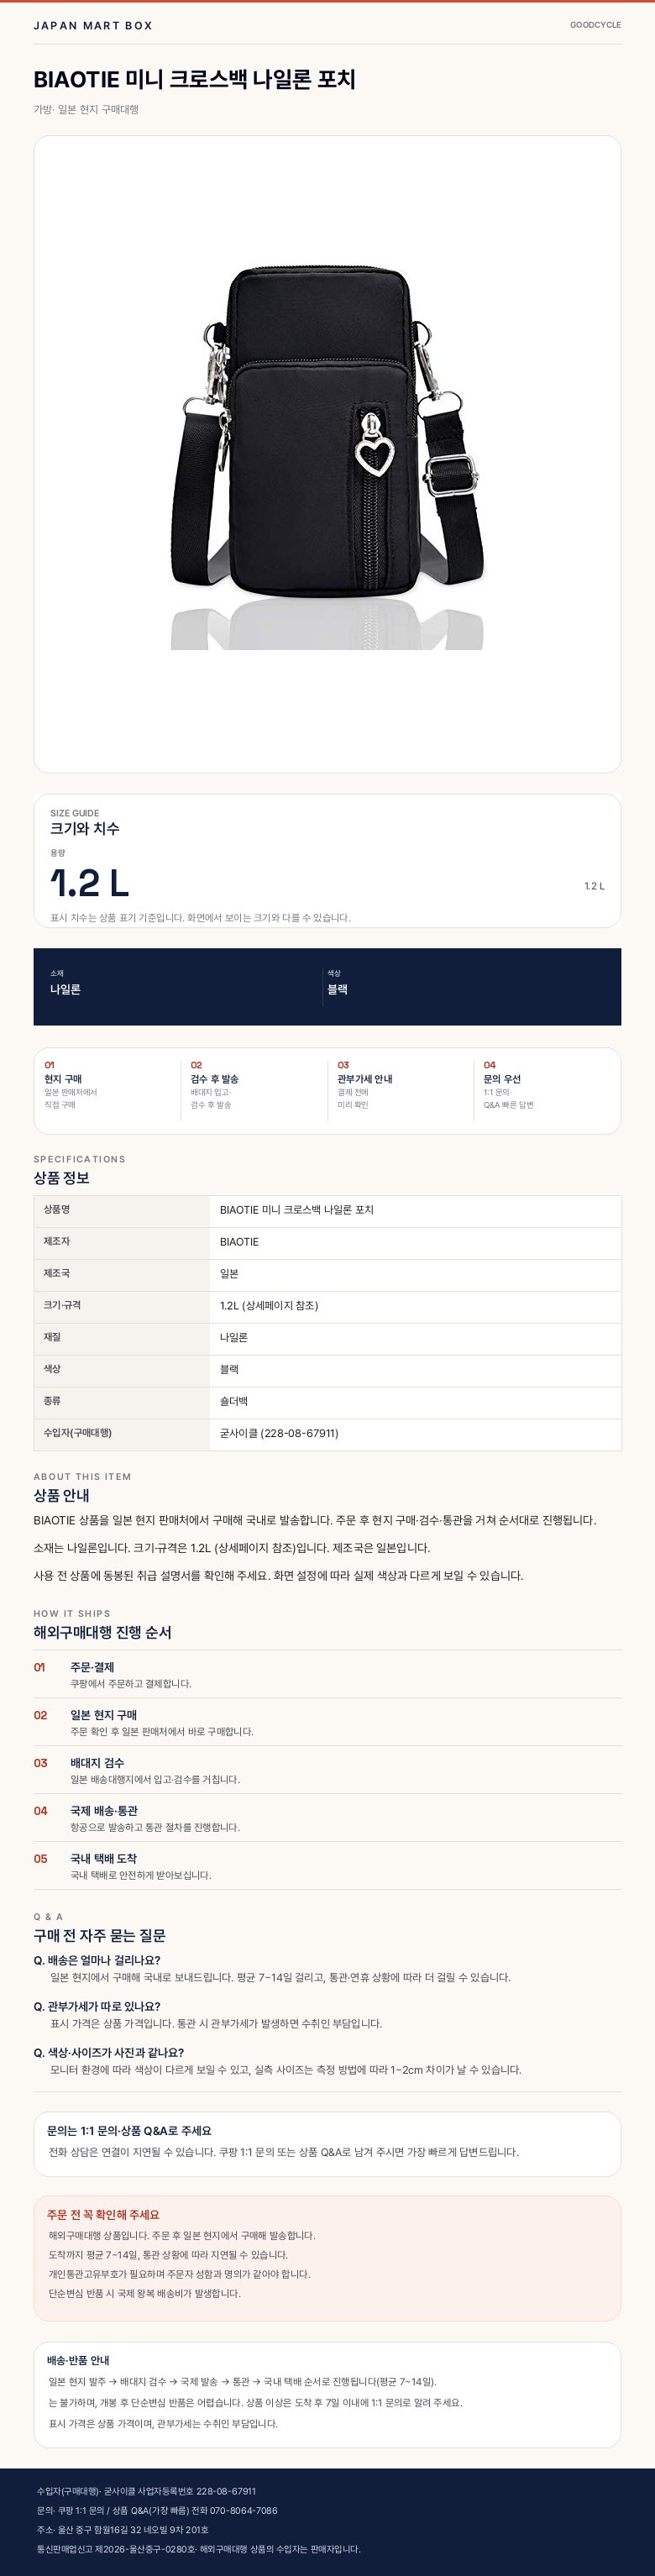 JAPAN MART BOX
GOODCYCLE
BIAOTIE 미니 크로스백 나일론 포치
가방· 일본 현지 구매대행
SIZE GUIDE
크기와 치수
용량
1.2 L
1.2 L
표시 치수는 상품 표기 기준입니다. 화면에서 보이는 크기와 다를 수 있습니다.
소재
나일론
색상
블랙
01
현지 구매
일본 판매처에서
직접 구매
02
검수 후 발송
배대지 입고·
검수 후 발송
03
관부가세 안내
결제 전에
미리 확인
04
문의 우선
1:1 문의·
Q&A 빠른 답변
SPECIFICATIONS
상품 정보
상품명 BIAOTIE 미니 크로스백 나일론 포치
제조자 BIAOTIE
제조국 일본
크기·규격 1.2L (상세페이지 참조)
재질 나일론
색상 블랙
종류 숄더백
수입자(구매대행) 굳사이클 (228-08-67911)
ABOUT THIS ITEM
상품 안내
BIAOTIE 상품을 일본 현지 판매처에서 구매해 국내로 발송합니다. 주문 후 현지 구매·검수·통관을 거쳐 순서대로 진행됩니다.
소재는 나일론입니다. 크기·규격은 1.2L (상세페이지 참조)입니다. 제조국은 일본입니다.
사용 전 상품에 동봉된 취급 설명서를 확인해 주세요. 화면 설정에 따라 실제 색상과 다르게 보일 수 있습니다.
HOW IT SHIPS
해외구매대행 진행 순서
01 주문·결제
쿠팡에서 주문하고 결제합니다.
02 일본 현지 구매
주문 확인 후 일본 판매처에서 바로 구매합니다.
03 배대지 검수
일본 배송대행지에서 입고·검수를 거칩니다.
04 국제 배송·통관
항공으로 발송하고 통관 절차를 진행합니다.
05 국내 택배 도착
국내 택배로 안전하게 받아보십니다.
Q & A
구매 전 자주 묻는 질문
Q. 배송은 얼마나 걸리나요?
일본 현지에서 구매해 국내로 보내드립니다. 평균 7~14일 걸리고, 통관·연휴 상황에 따라 더 걸릴 수 있습니다.
Q. 관부가세가 따로 있나요?
표시 가격은 상품 가격입니다. 통관 시 관부가세가 발생하면 수취인 부담입니다.
Q. 색상·사이즈가 사진과 같나요?
모니터 환경에 따라 색상이 다르게 보일 수 있고, 실측 사이즈는 측정 방법에 따라 1~2cm 차이가 날 수 있습니다.
문의는 1:1 문의·상품 Q&A로 주세요
전화 상담은 연결이 지연될 수 있습니다. 쿠팡 1:1 문의 또는 상품 Q&A로 남겨 주시면 가장 빠르게 답변드립니다.
주문 전 꼭 확인해 주세요
해외구매대행 상품입니다. 주문 후 일본 현지에서 구매해 발송합니다.
도착까지 평균 7~14일, 통관 상황에 따라 지연될 수 있습니다.
개인통관고유부호가 필요하며 주문자 성함과 명의가 같아야 합니다.
단순변심 반품 시 국제 왕복 배송비가 발생합니다.
배송·반품 안내
일본 현지 발주 → 배대지 검수 → 국제 발송 → 통관 → 국내 택배 순서로 진행됩니다(평균 7~14일).
는 불가하며, 개봉 후 단순변심 반품은 어렵습니다. 상품 이상은 도착 후 7일 이내에 1:1 문의로 알려 주세요.
표시 가격은 상품 가격이며, 관부가세는 수취인 부담입니다.
수입자(구매대행)· 굳사이클 사업자등록번호 228-08-67911
문의· 쿠팡 1:1 문의 / 상품 Q&A(가장 빠름) 전화 070-8064-7086
주소· 울산 중구 함월16길 32 네오빌 9차 201호
통신판매업신고 제2026-울산중구-0280호· 해외구매대행 상품의 수입자는 판매자입니다.